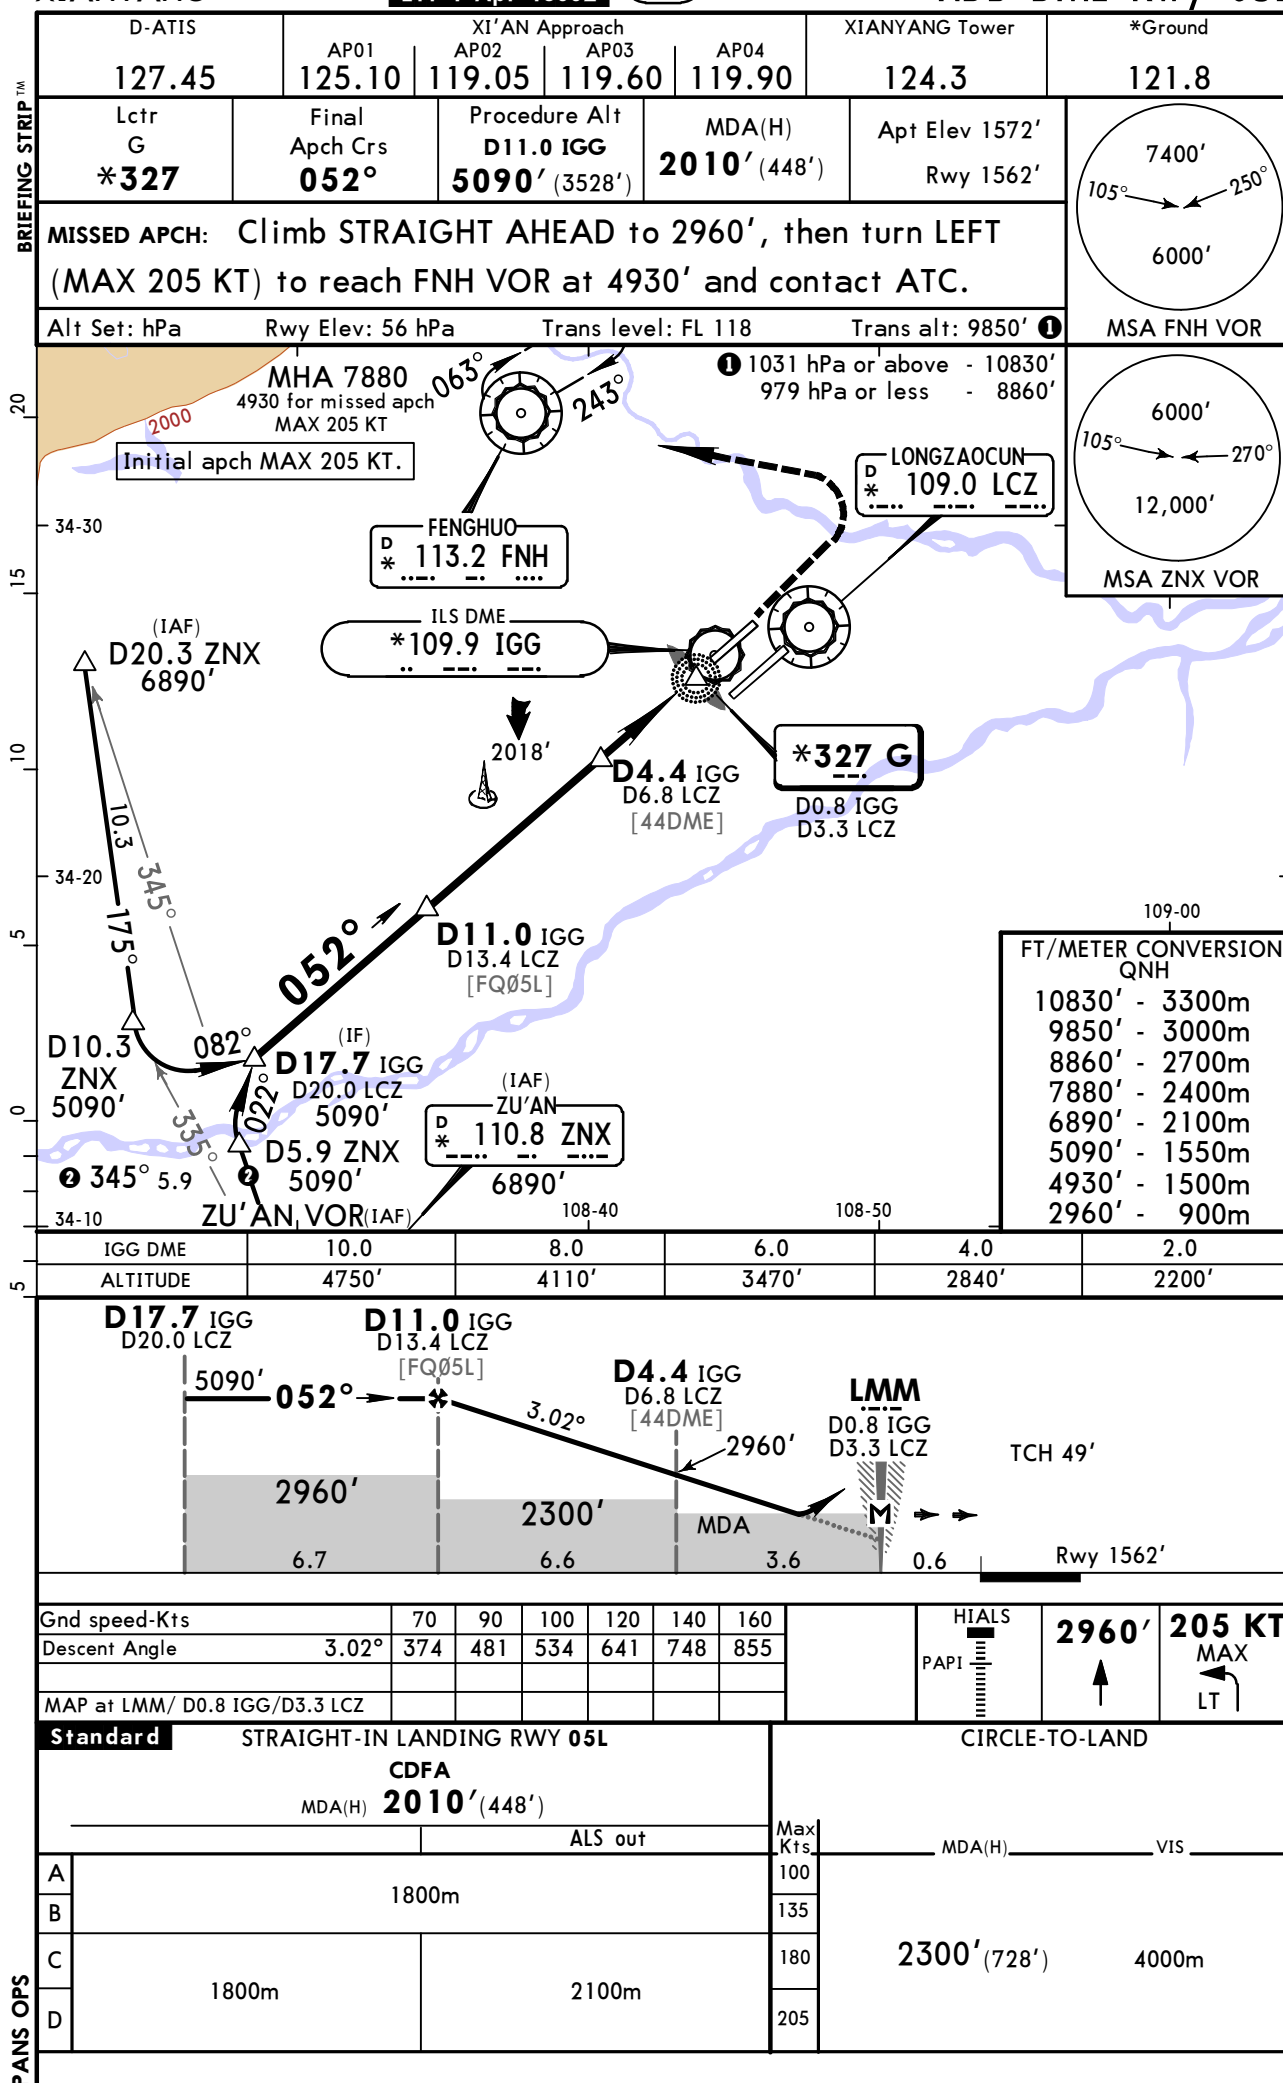 D-ATIS
127.45
XI'AN Approach
AP01 AP02 AP03 AP04
125.10 119.05 119.60 119.90
XIANYANG Tower
124.3
*Ground
121.8
BRIEFING STRIP TM
Lctr
G
*327
Final
Apch Crs
052°
Procedure Alt
D11.0 IGG
5090' (3528')
MDA(H)
2010' (448')
Apt Elev 1572'
Rwy 1562'
MISSED APCH: Climb STRAIGHT AHEAD to 2960', then turn LEFT
(MAX 205 KT) to reach FNH VOR at 4930' and contact ATC.
Alt Set: hPa Rwy Elev: 56 hPa Trans level: FL 118 Trans alt: 9850' 1
7400'
105° 250°
6000'
MSA FNH VOR
6000'
105° 270°
12,000'
MSA ZNX VOR
1 1031 hPa or above - 10830'
979 hPa or less - 8860'
MHA 7880
4930 for missed apch
MAX 205 KT
063°
243°
2000
Initial apch MAX 205 KT.
LONGZAOCUN
D
* 109.0 LCZ
FENGHUO
D
* 113.2 FNH
ILS DME
*109.9 IGG
20
34-30
15
(IAF)
D20.3 ZNX
6890'
2018'
*327 G
D0.8 IGG
D3.3 LCZ
D4.4 IGG
D6.8 LCZ
[44DME]
10
10.3
345°
175°
34-20
052°
D11.0 IGG
D13.4 LCZ
[FQØ5L]
5
109-00
FT/METER CONVERSION
QNH
10830' - 3300m
9850' - 3000m
8860' - 2700m
7880' - 2400m
6890' - 2100m
5090' - 1550m
4930' - 1500m
2960' - 900m
D10.3
ZNX
5090'
082°
(IF)
D17.7 IGG
D20.0 LCZ
5090'
022°
335°
0
(IAF)
ZU'AN
D
* 110.8 ZNX
6890'
D5.9 ZNX
5090'
2
2 345° 5.9
ZU'AN VOR (IAF)
34-10
108-40
108-50
5
IGG DME 10.0 8.0 6.0 4.0 2.0
ALTITUDE 4750' 4110' 3470' 2840' 2200'
D17.7 IGG
D20.0 LCZ
D11.0 IGG
D13.4 LCZ
[FQØ5L]
D4.4 IGG
D6.8 LCZ
[44DME]
LMM
D0.8 IGG
D3.3 LCZ
5090'
052°
3.02°
2960'
TCH 49'
2960'
2300'
MDA
M
6.7 6.6 3.6 0.6
Rwy 1562'
Gnd speed-Kts 70 90 100 120 140 160
Descent Angle 3.02° 374 481 534 641 748 855
MAP at LMM/ D0.8 IGG/D3.3 LCZ
HIALS
PAPI
2960'
205 KT
MAX
LT
Standard
STRAIGHT-IN LANDING RWY 05L
CDFA
MDA(H) 2010' (448')
ALS out
CIRCLE-TO-LAND
Max
Kts
MDA(H) VIS
A
B
C
D
1800m
1800m 2100m
100
135
180
205
2300' (728') 4000m
PANS OPS